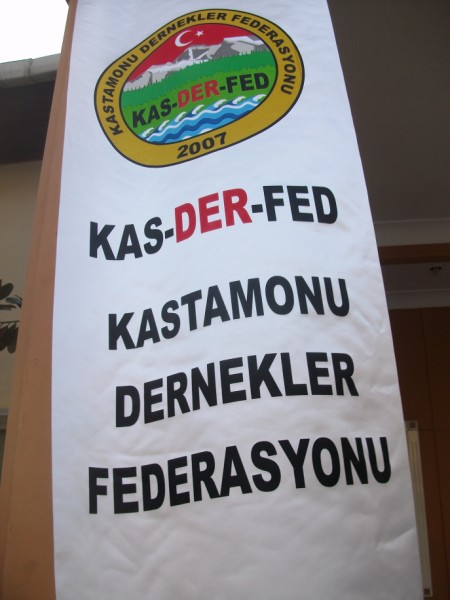 KASTAMONU DERNEKLER FEDERASYONU
KAS-DER-FED
2007
KAS-DER-FED
KASTAMONU
DERNEKLER
FEDERASYONU